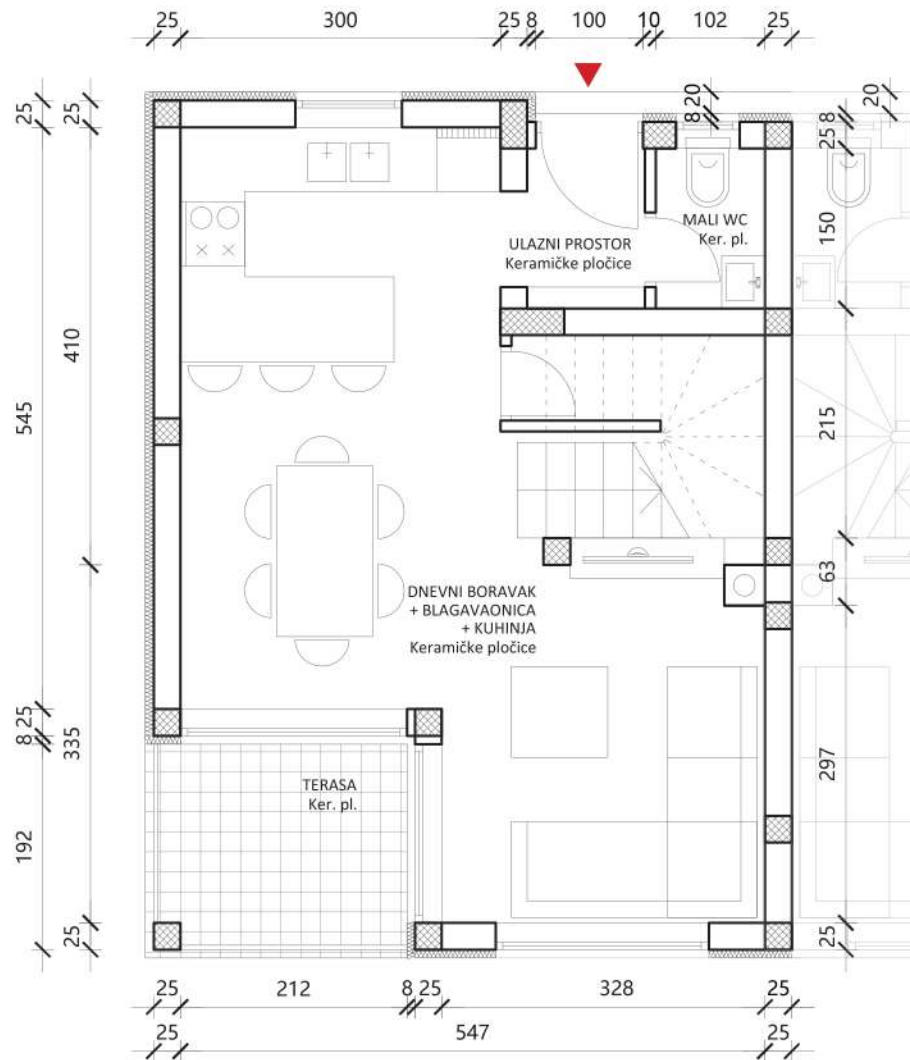 25 300 25 8 100 10 102 25
20
20
25
25
8
8
25
MALI WC
Ker. pl.
150
ULAZNI PROSTOR
Keramičke pločice
410
545
215
63
DNEVNI BORAVAK
+ BLAGAVAONICA
+ KUHINJA
Keramičke pločice
25
8
335
297
TERASA
Ker. pl.
192
25
25
25 212 8 25 328 25
25 547 25